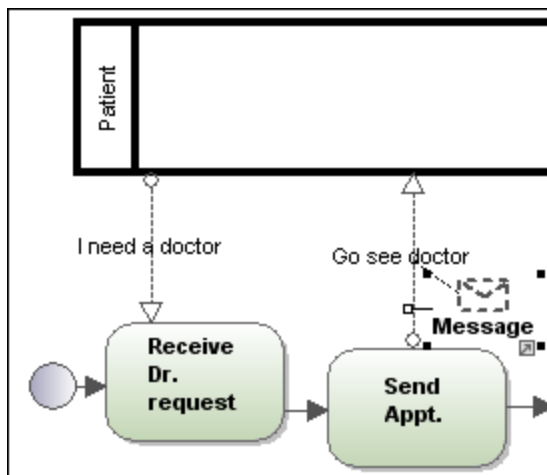 Patient
I need a doctor
Go see doctor
Message
Receive
Dr.
request
Send
Appt.